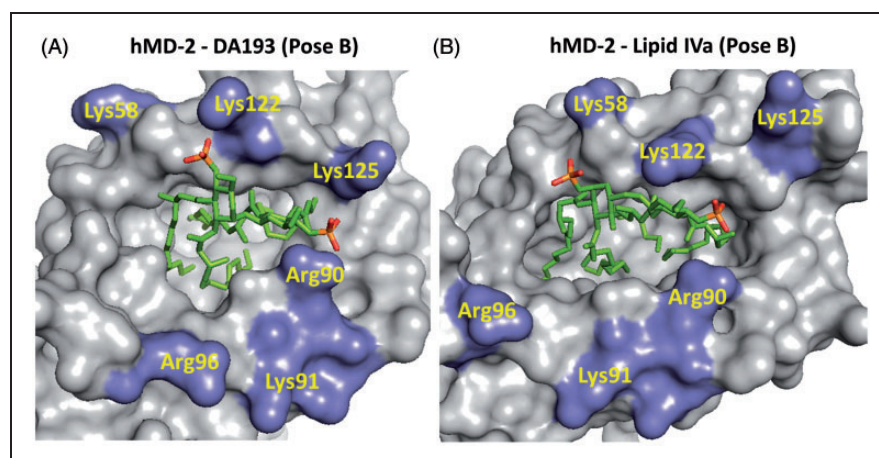 (A) hMD-2 - DA193 (Pose B)
Lys58
Lys122
Lys125
Arg90
Arg96
Lys91
(B) hMD-2 - Lipid IVa (Pose B)
Lys58
Lys125
Lys122
Arg96
Arg90
Lys91